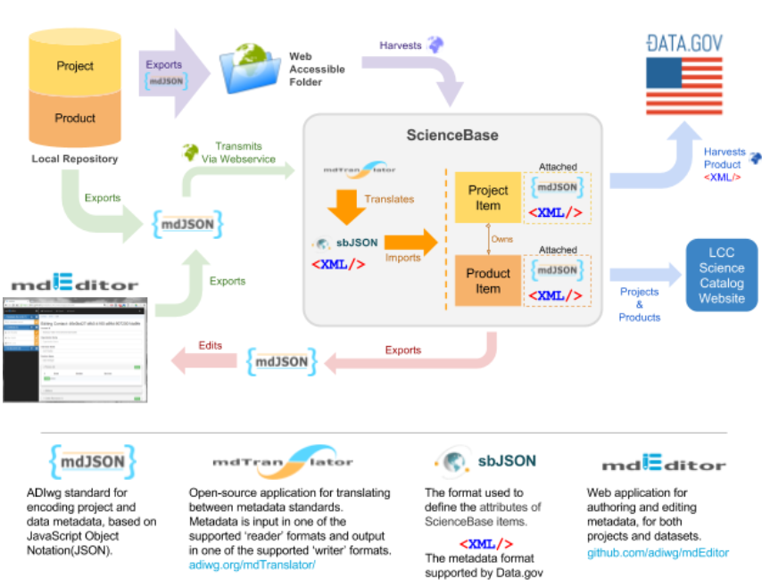 Project
Product
Local Repository
Exports
{mdJSON}
Web
Accessible
Folder
Harvests
DATA.GOV
Transmits
Via Webservice
Exports
{mdJSON}
ScienceBase
mdTranslator
Translates
sbJSON
<XML/>
Imports
Project
Item
Attached
{mdJSON}
<XML/>
Owns
Product
Item
Attached
{mdJSON}
<XML/>
Harvests
Product
<XML/>
LCC
Science
Catalog
Website
Projects
&
Products
mdEditor
Exports
Edits
{mdJSON}
Exports
{mdJSON}
ADIwg standard for
encoding project and
data metadata, based on
JavaScript Object
Notation(JSON).
mdTranslator
Open-source application for translating
between metadata standards.
Metadata is input in one of the
supported 'reader' formats and output
in one of the supported 'writer' formats.
adiwg.org/mdTranslator/
sbJSON
The format used to
define the attributes of
ScienceBase items.
<XML/>
The metadata format
supported by Data.gov
mdEditor
Web application for
authoring and editing
metadata, for both
projects and datasets.
github.com/adiwg/mdEditor